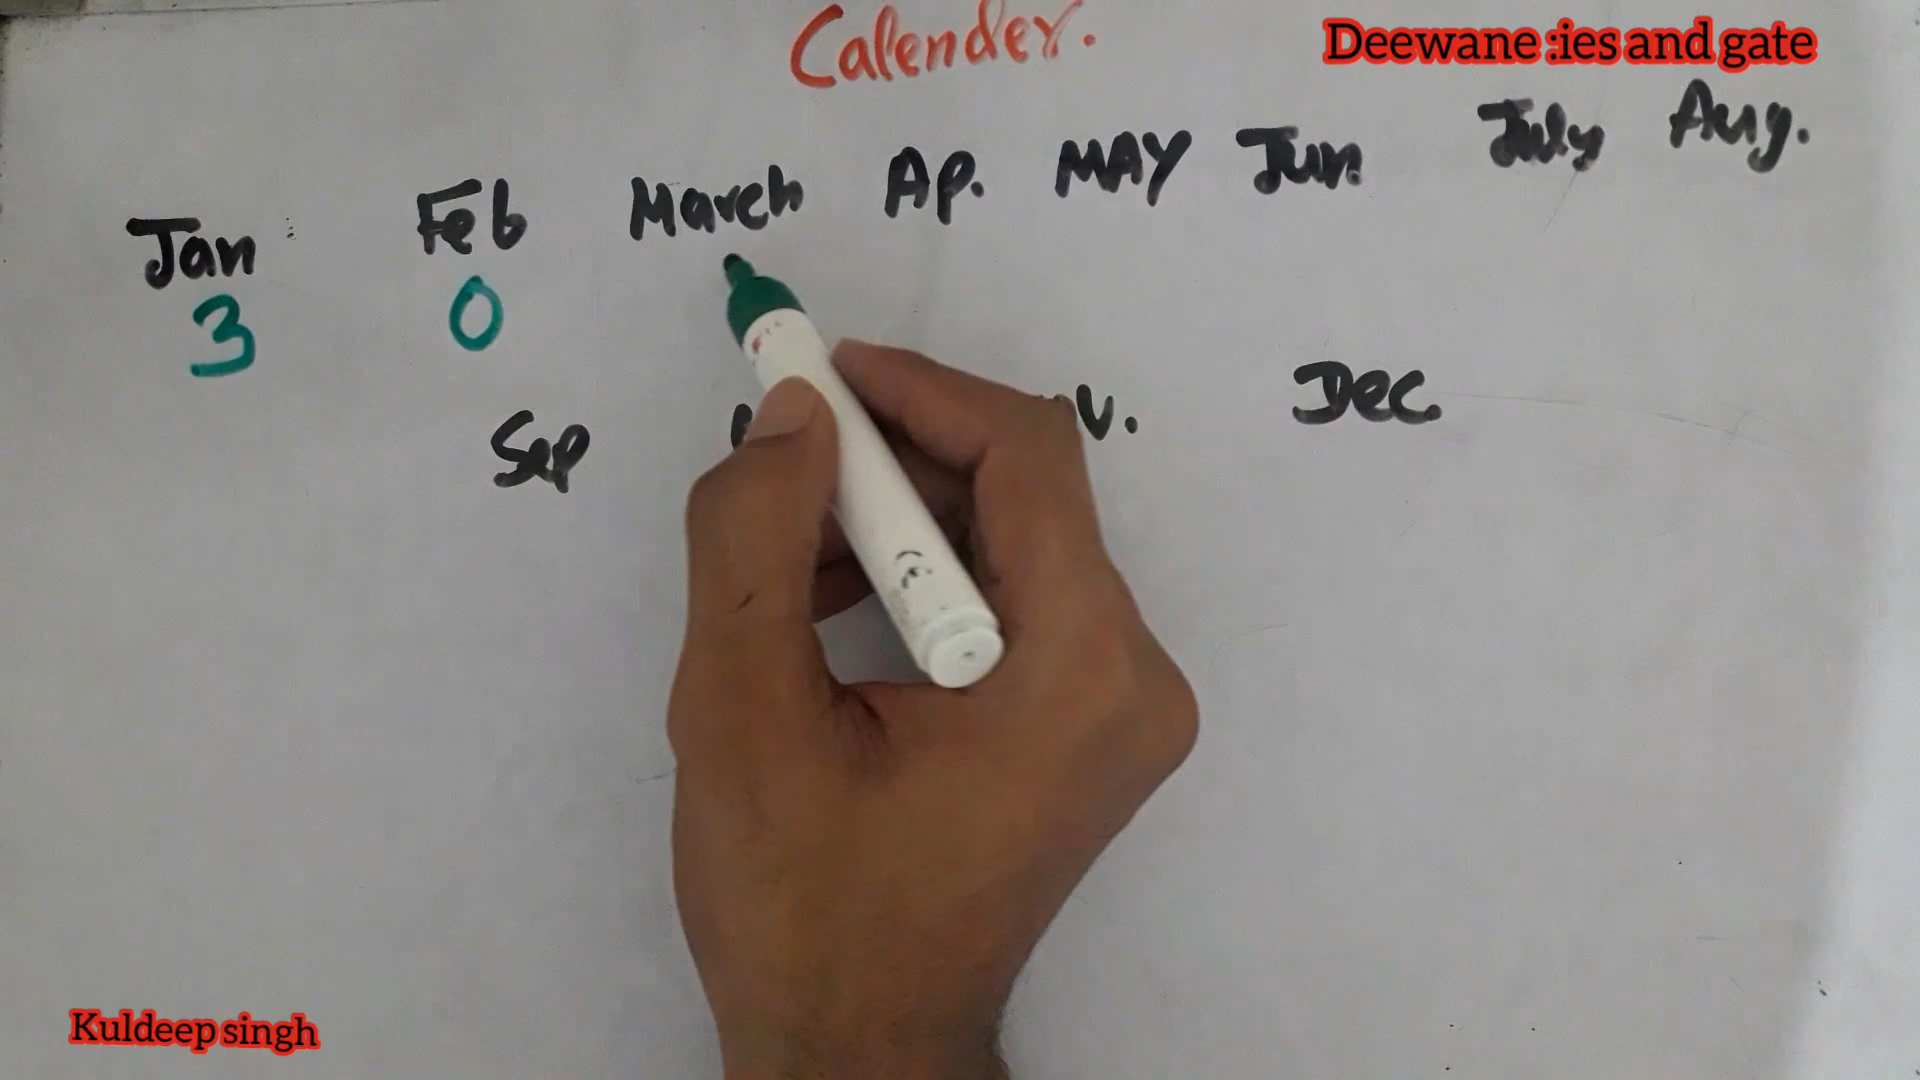 Calender.
Deewane :ies and gate
Jan Feb March Ap. MAY Jun. July Aug.
3 0
Sep Dec.
Kuldeep singh